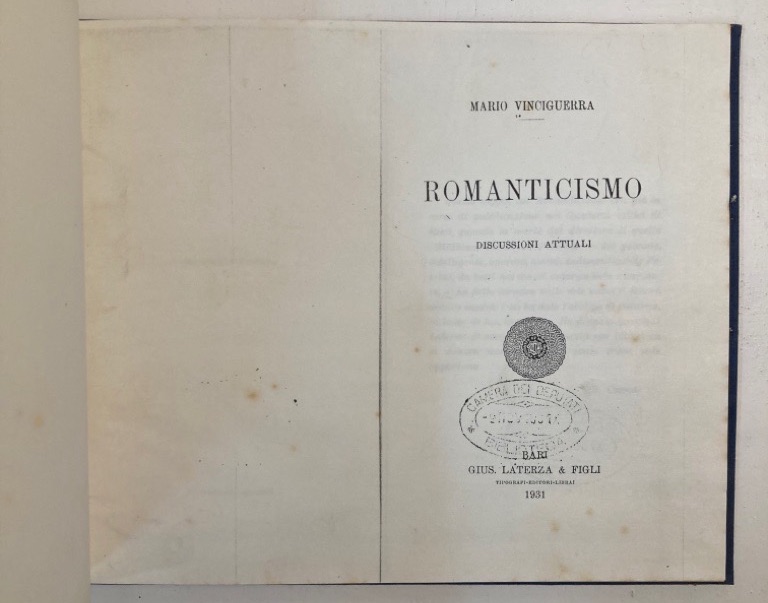 MARIO VINCIGUERRA
ROMANTICISMO
DISCUSSIONI ATTUALI
CAMERA DEI DEPUTATI
BIBLIOTECA
BARI
GIUS. LATERZA & FIGLI
TIPOGRAFI-EDITORI-LIBRAI
1931